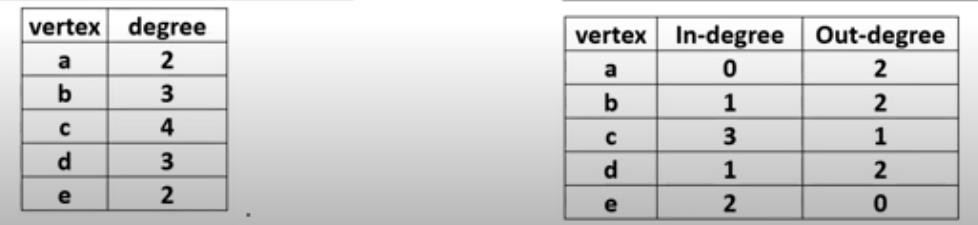 vertex degree
a 2
b 3
c 4
d 3
e 2
vertex In-degree Out-degree
a 0 2
b 1 2
c 3 1
d 1 2
e 2 0